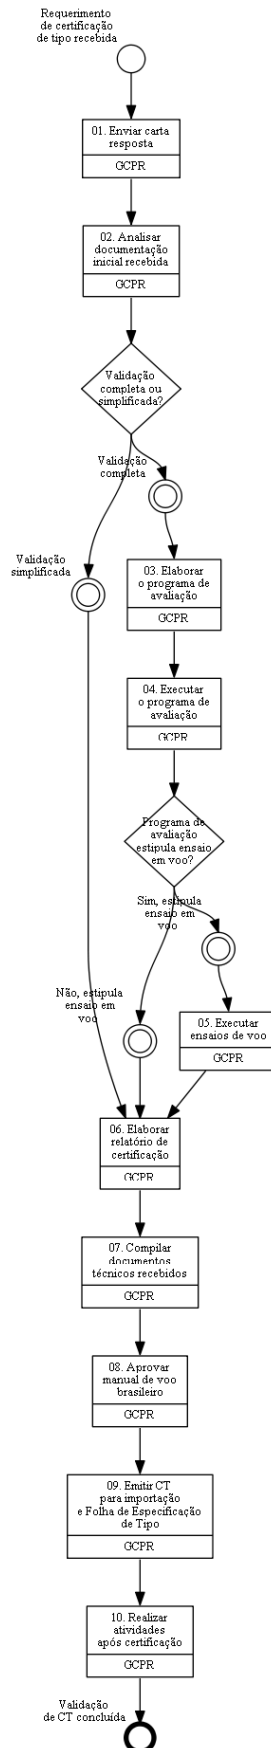 Requerimento
de certificação
de tipo recebida
01. Enviar carta
resposta
GCPR
02. Analisar
documentação
inicial recebida
GCPR
Validação
completa ou
simplificada?
Validação
completa
Validação
simplificada
03. Elaborar
o programa de
avaliação
GCPR
04. Executar
o programa de
avaliação
GCPR
Programa de
avaliação
estipula ensaio
em voo?
Sim, estipula
ensaio em
voo
Não, estipula
ensaio em
voo
05. Executar
ensaios de voo
GCPR
06. Elaborar
relatório de
certificação
GCPR
07. Compilar
documentos
técnicos recebidos
GCPR
08. Aprovar
manual de voo
brasileiro
GCPR
09. Emitir CT
para importação
e Folha de Especificação
de Tipo
GCPR
10. Realizar
atividades
após certificação
GCPR
Validação
de CT concluída